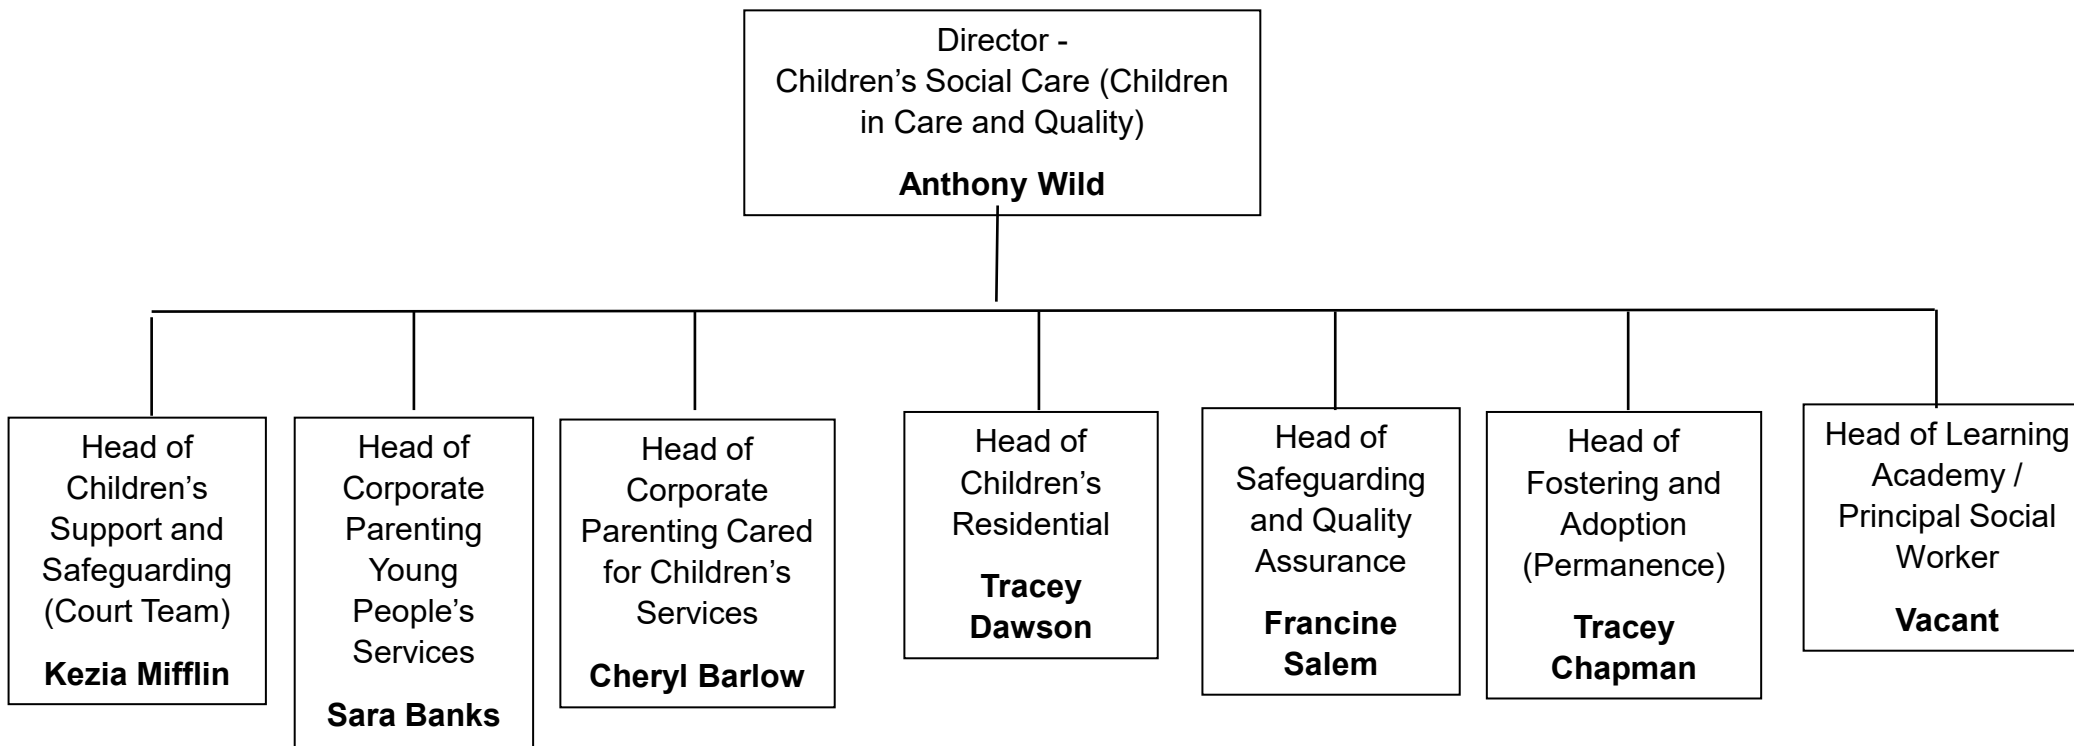 Director -
Children’s Social Care (Children
in Care and Quality)
Anthony Wild
Head of
Children’s
Support and
Safeguarding
(Court Team)
Kezia Mifflin
Head of
Corporate
Parenting
Young
People’s
Services
Sara Banks
Head of
Corporate
Parenting Cared
for Children’s
Services
Cheryl Barlow
Head of
Children’s
Residential
Tracey
Dawson
Head of
Safeguarding
and Quality
Assurance
Francine
Salem
Head of
Fostering and
Adoption
(Permanence)
Tracey
Chapman
Head of Learning
Academy /
Principal Social
Worker
Vacant